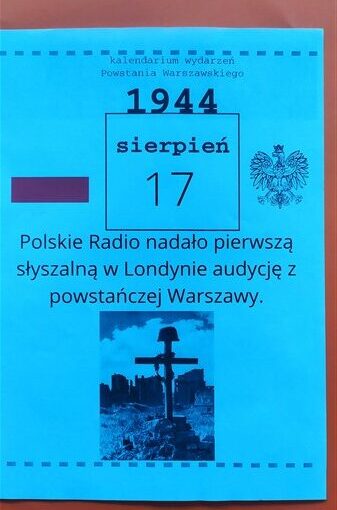 kalendarium wydarzeń
Powstania Warszawskiego
1944
sierpień
17
Polskie Radio nadało pierwszą
słyszalną w Londynie audycję z
powstańczej Warszawy.